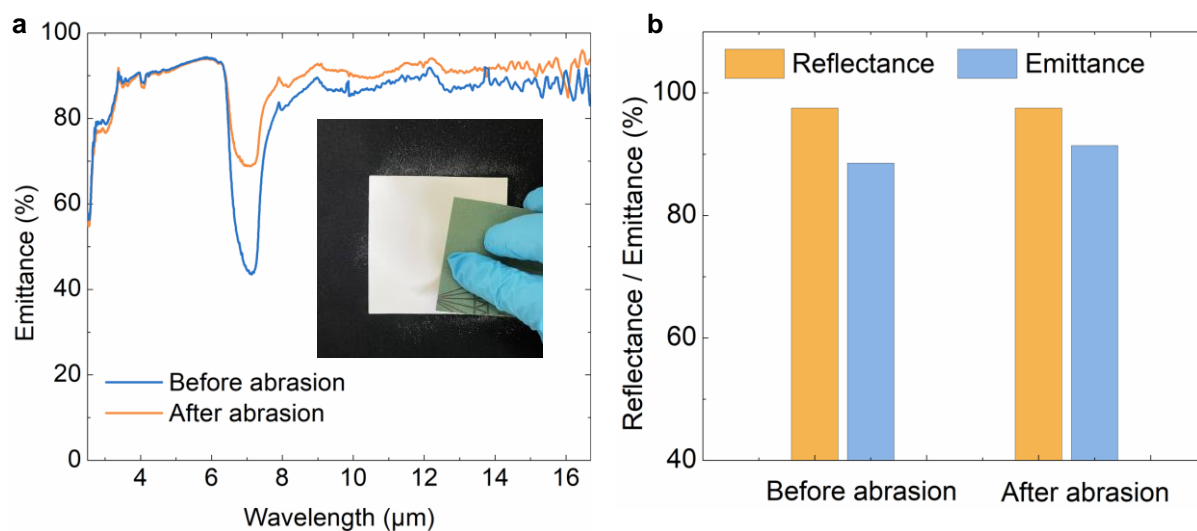 a
Emittance (%)
100
80
60
40
20
0
Before abrasion
After abrasion
4 6 8 10 12 14 16
Wavelength (μm)
b
Reflectance / Emittance (%)
Reflectance Emittance
100
80
60
40
Before abrasion After abrasion